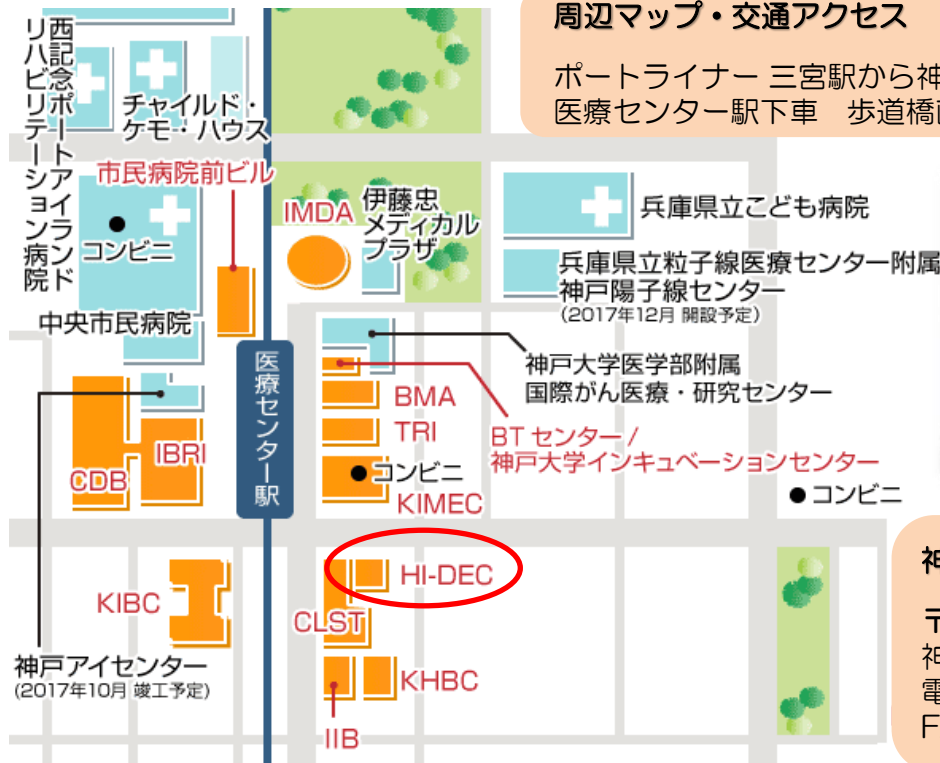 周辺マップ・交通アクセス
ポートライナー 三宮駅から神
医療センター駅下車 歩道橋
西記念ポートアイランド
リハビリテーション病院
チャイルド・
ケモ・ハウス
市民病院前ビル
コンビニ
中央市民病院
IMDA
伊藤忠
メディカル
プラザ
兵庫県立こども病院
兵庫県立粒子線医療センター附属
神戸陽子線センター
(2017年12月 開設予定)
神戸大学医学部附属
国際がん医療・研究センター
医療センター駅
BMA
TRI
BT センター /
神戸大学インキュベーションセンター
コンビニ
KIMEC
コンビニ
CDB
IBRI
HI-DEC
CLST
KIBC
神戸アイセンター
(2017年10月 竣工予定)
KHBC
IIB
神
〒
神
電
F